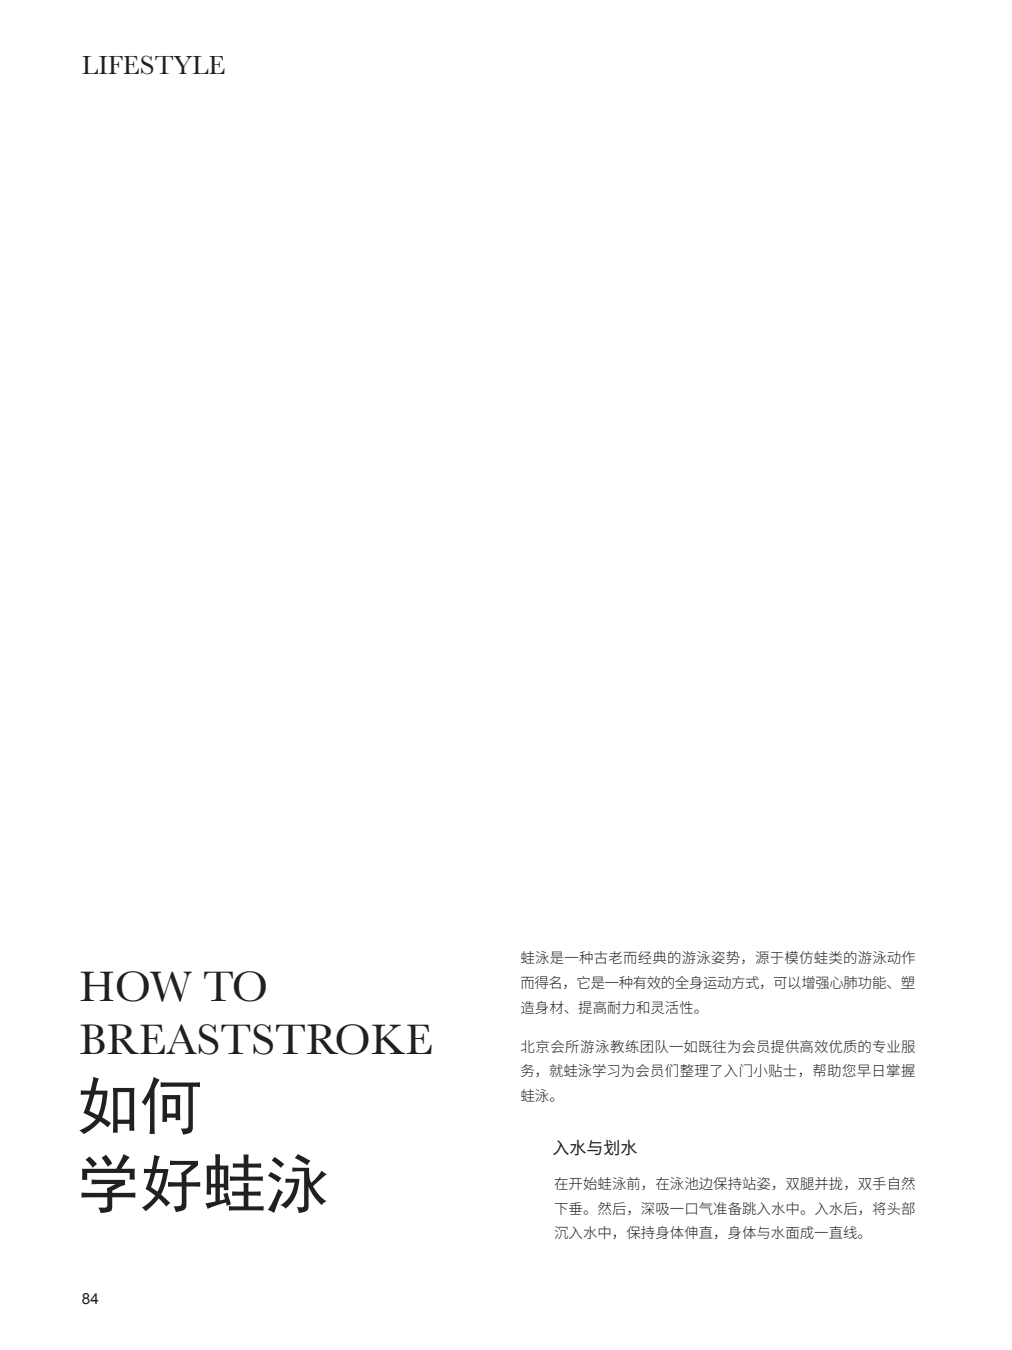 LIFESTYLE
HOW TO
BREASTSTROKE
如何
学好蛙泳
蛙泳是一种古老而经典的游泳姿势，源于模仿蛙类的游泳动作
而得名，它是一种有效的全身运动方式，可以增强心肺功能、塑
造身材、提高耐力和灵活性。
北京会所游泳教练团队一如既往为会员提供高效优质的专业服
务，就蛙泳学习为会员们整理了入门小贴士，帮助您早日掌握
蛙泳。
入水与划水
在开始蛙泳前，在泳池边保持站姿，双腿并拢，双手自然
下垂。然后，深吸一口气准备跳入水中。入水后，将头部
沉入水中，保持身体伸直，身体与水面成一直线。
84